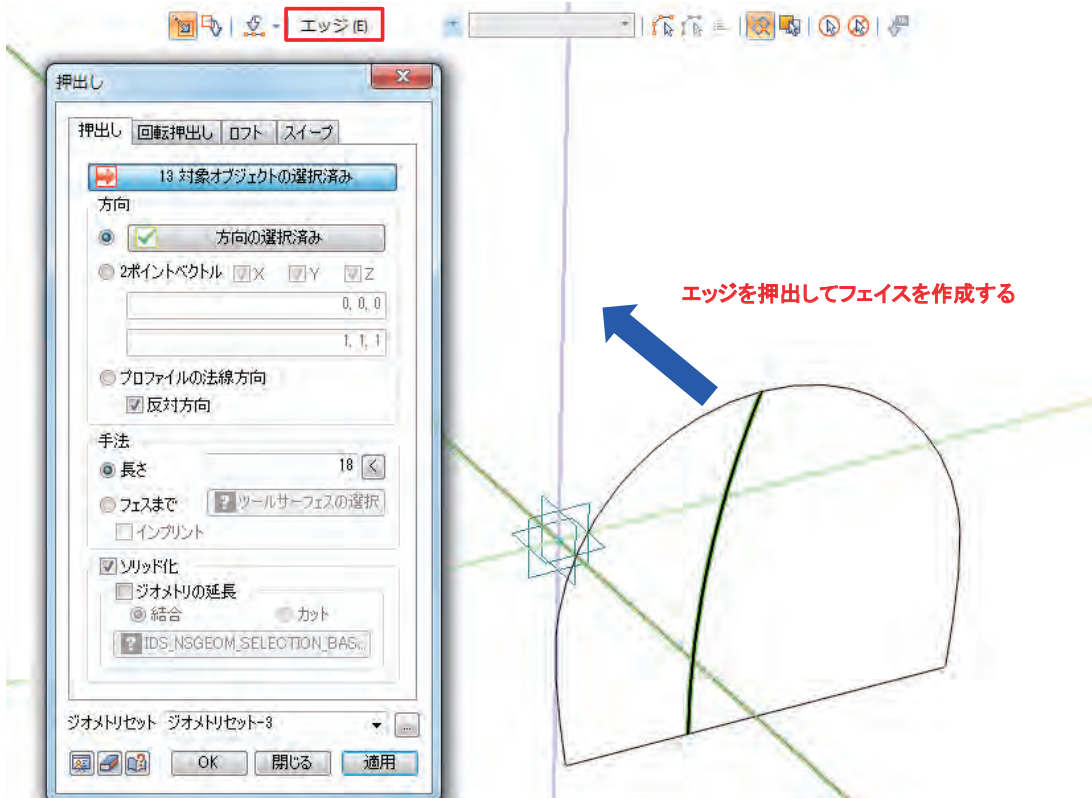 エッジ(E)
押出し
押出し 回転押出し ロフト スイープ
13 対象オブジェクトの選択済み
方向
方向の選択済み
2ポイントベクトル X Y Z
0, 0, 0
1, 1, 1
プロファイルの法線方向
反対方向
手法
長さ 18 <
フェスまで ? ツールサーフェスの選択
インプリント
ソリッド化
ジオメトリの延長
結合 カット
? IDS_NSGEOM_SELECTION_BAS...
ジオメトリセット ジオメトリセット-3 ...
OK 閉じる 適用
エッジを押出してフェイスを作成する